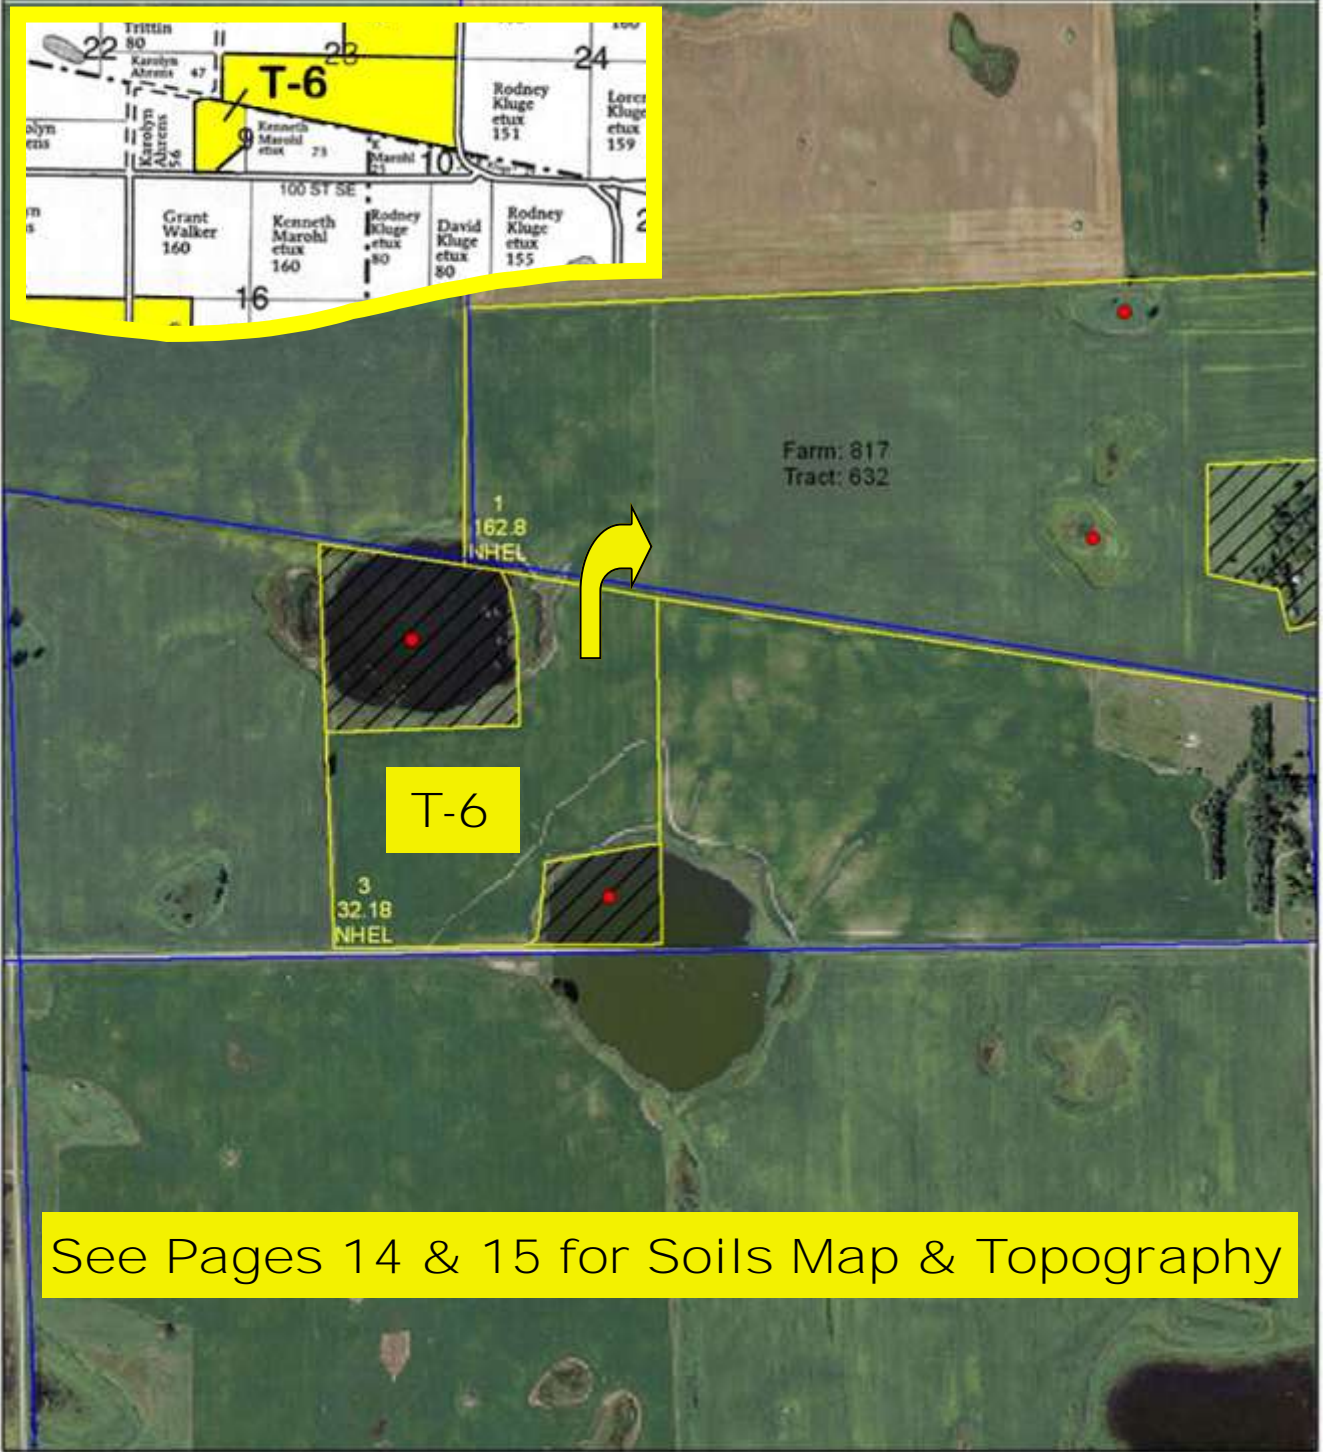 Trittin
80
22
II
23
24
Karolyn
Ahrens 47
T-6
Rodney
Kluge
etux
151
Kluge
etux
159
Karolyn
Ahrens
56
9
Kenneth
Marohl
etux 73
K
Marohl
10
100 ST SE
Grant
Walker
160
Kenneth
Marohl
etux
160
Rodney
Kluge
etux
80
David
Kluge
etux
80
Rodney
Kluge
etux
155
16
Farm: 817
Tract: 632
1
162.8
NHEL
T-6
3
32.18
NHEL
See Pages 14 & 15 for Soils Map & Topography